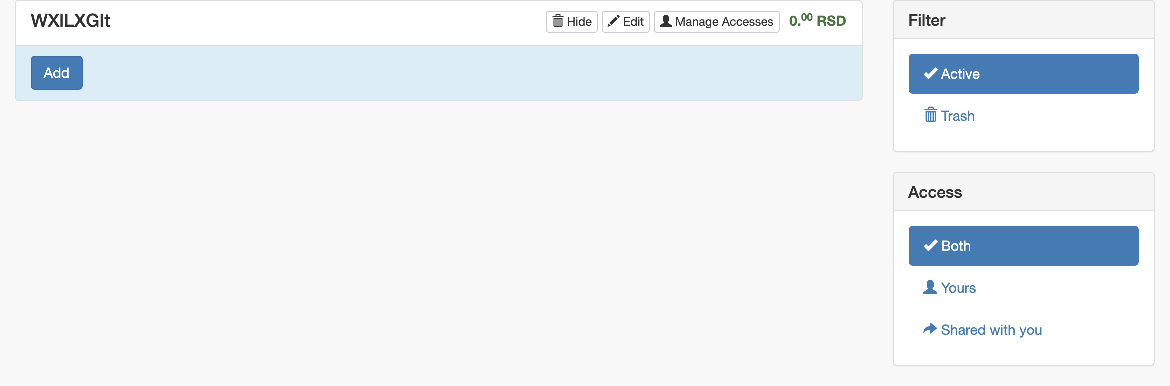 WXILXGIt
Hide
Edit
Manage Accesses
0.00 RSD
Add
Filter
Active
Trash
Access
Both
Yours
Shared with you